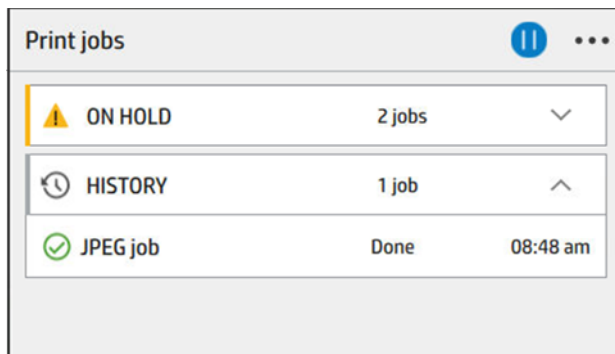 Print jobs
ON HOLD 2 jobs
HISTORY 1 job
JPEG job Done 08:48 am